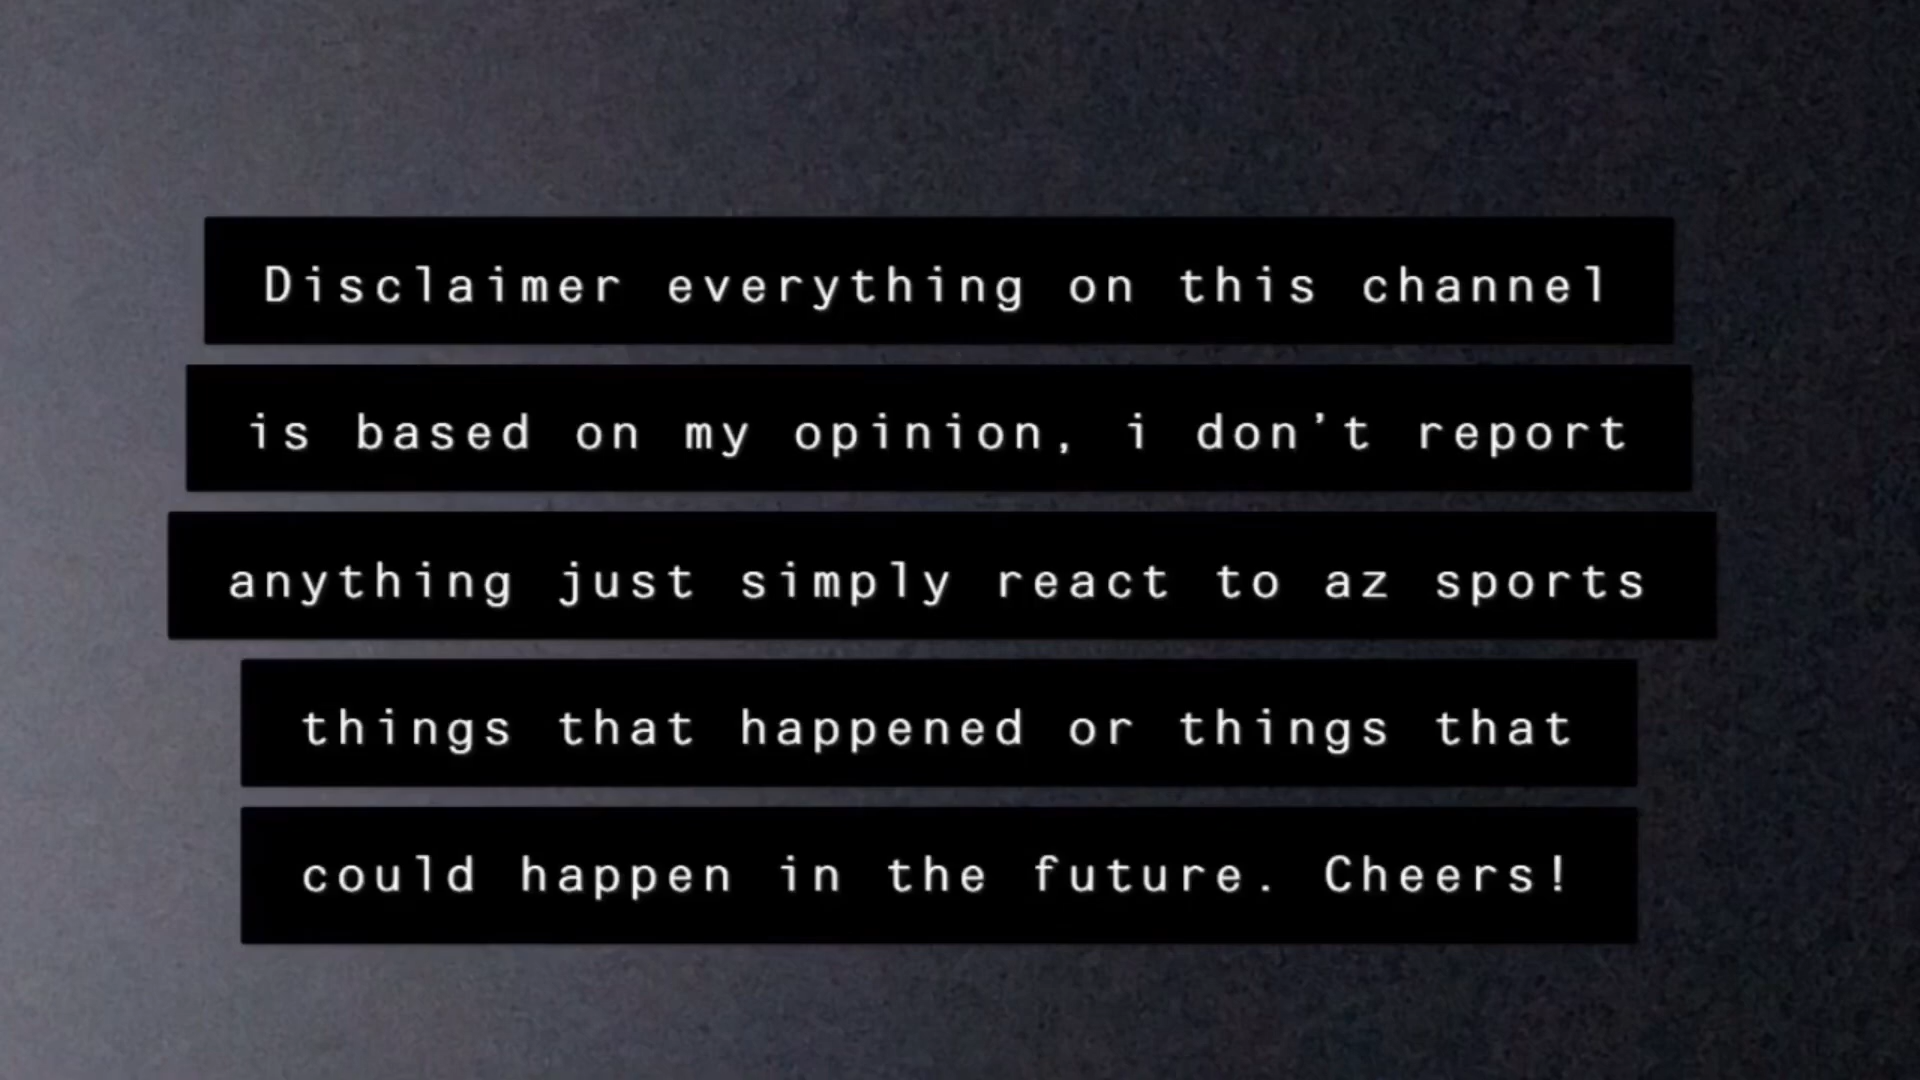 Disclaimer everything on this channel
is based on my opinion, i don't report
anything just simply react to az sports
things that happened or things that
could happen in the future. Cheers!